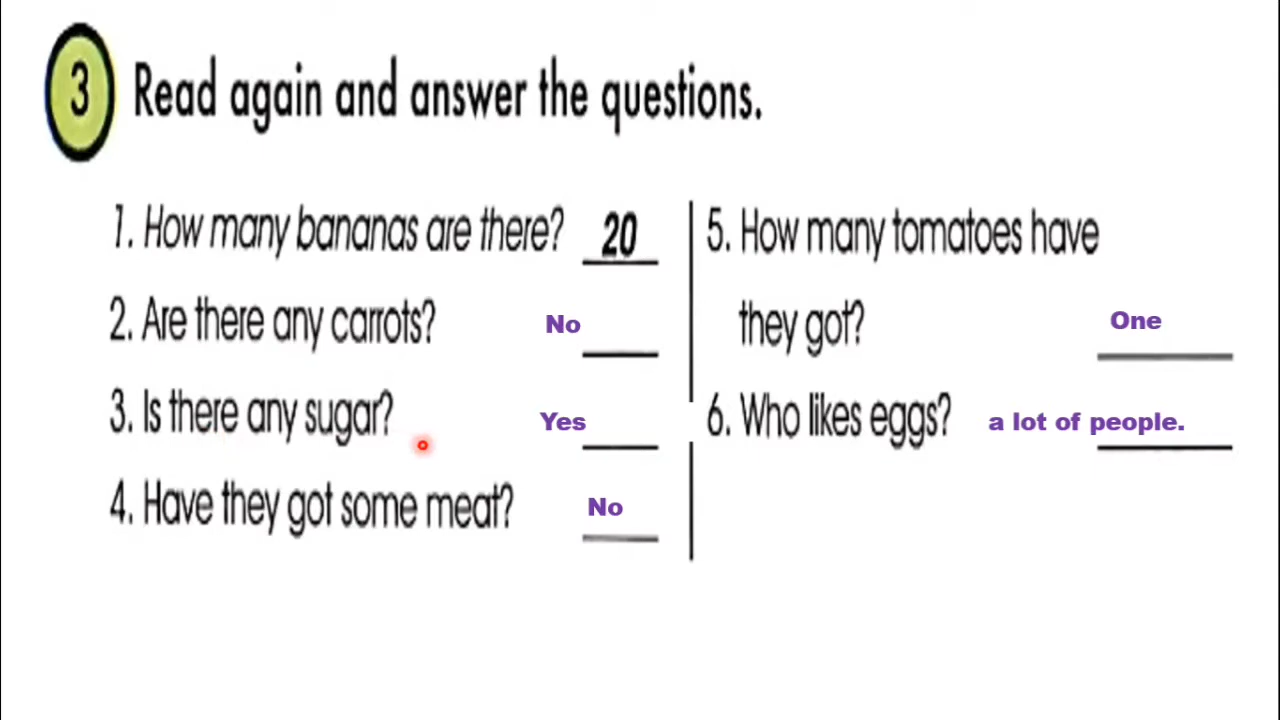 3 Read again and answer the questions.
1. How many bananas are there? 20
2. Are there any carrots? No
3. Is there any sugar? Yes
4. Have they got some meat? No
5. How many tomatoes have
they got? One
6. Who likes eggs? a lot of people.